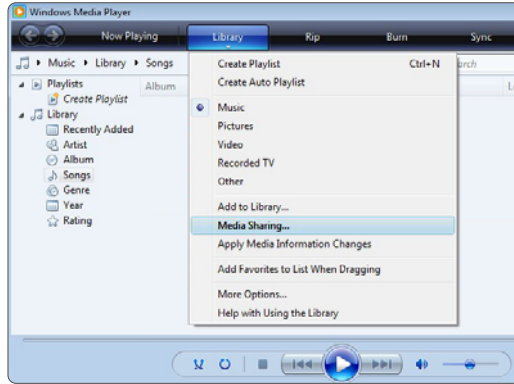 Windows Media Player
Now Playing Library Rip Burn Sync
Music Library Songs
Create Playlist Ctrl+N
Create Auto Playlist
Music
Pictures
Video
Recorded TV
Other
Add to Library...
Media Sharing...
Apply Media Information Changes
Add Favorites to List When Dragging
More Options...
Help with Using the Library
Playlists
Create Playlist
Library
Recently Added
Artist
Album
Songs
Genre
Year
Rating
Album